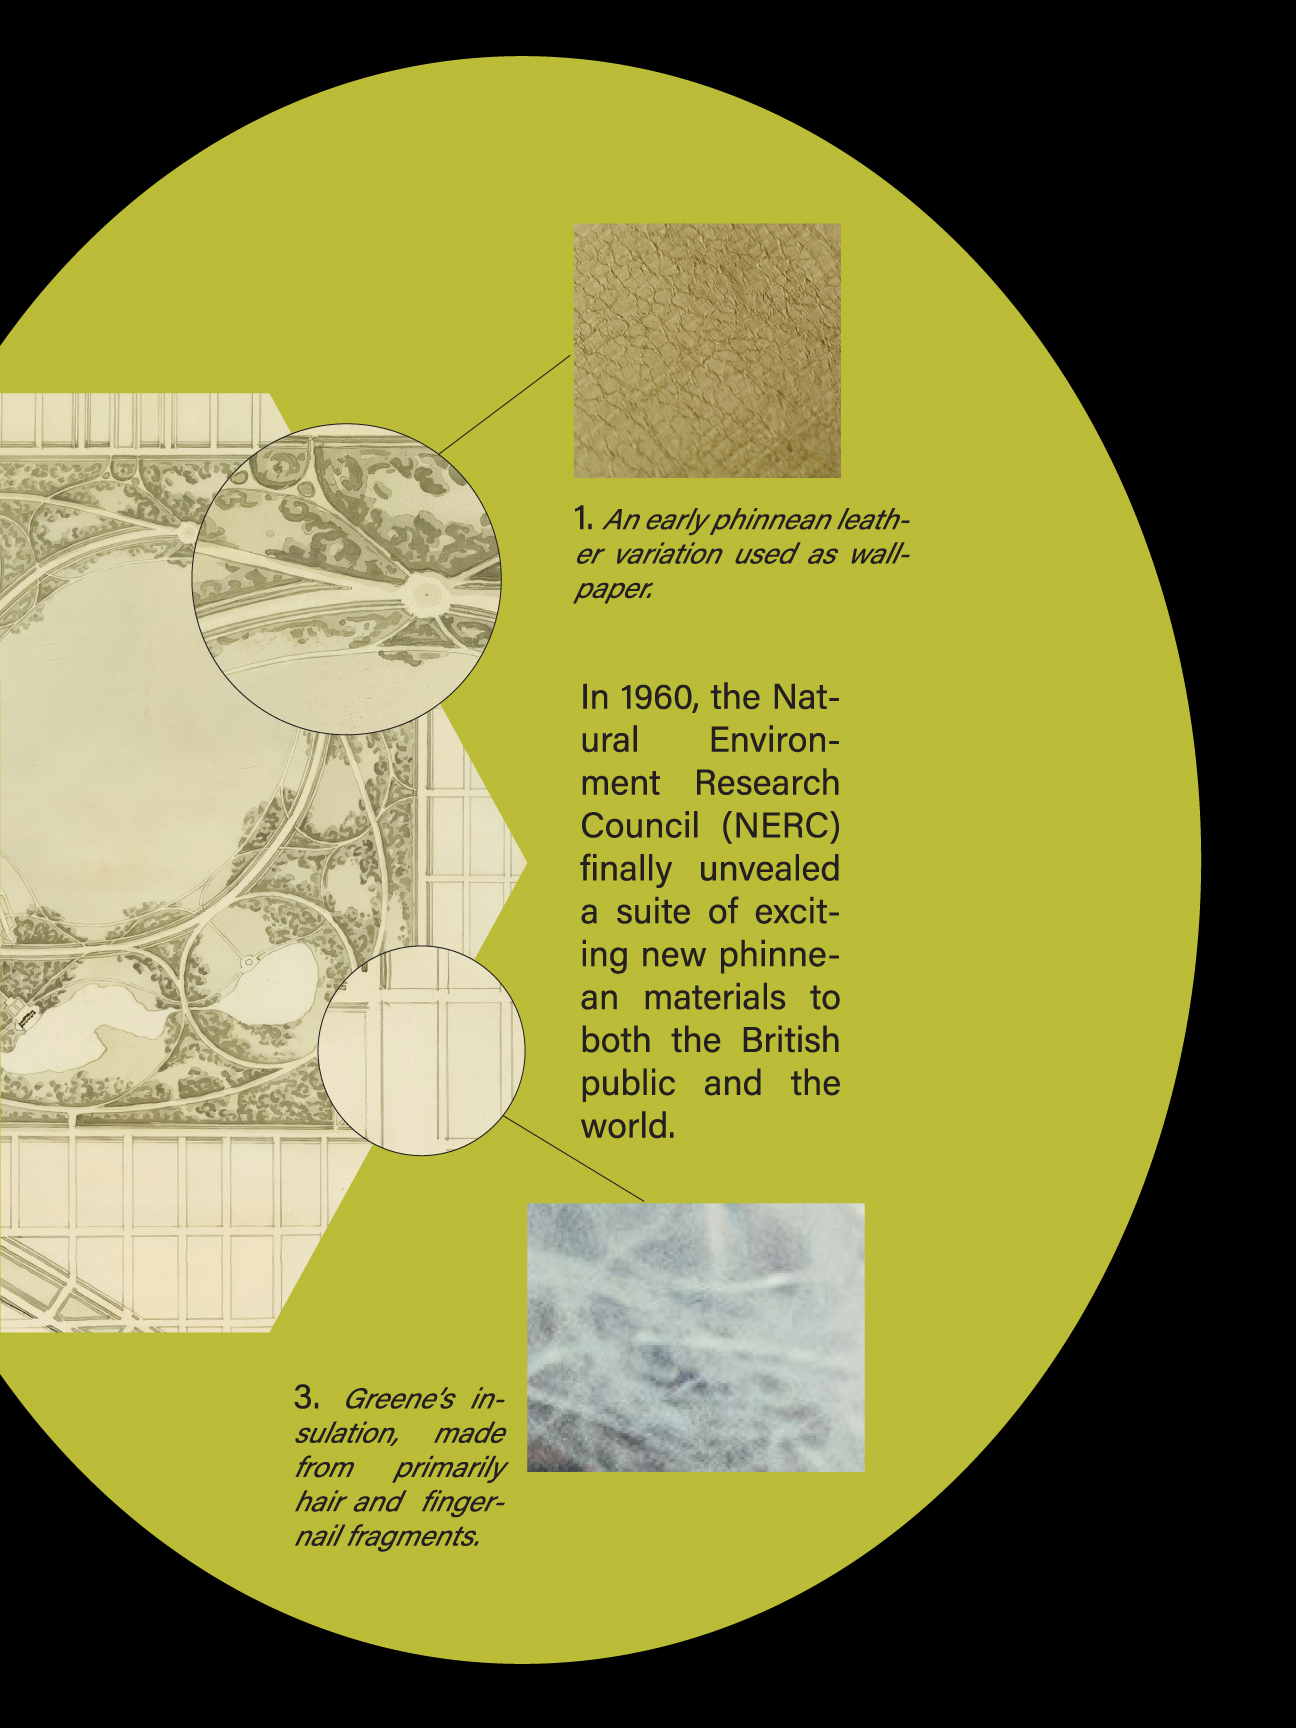 1. An early phinnean leath-
er variation used as wall-
paper.
In 1960, the Nat-
ural Environ-
ment Research
Council (NERC)
finally unvealed
a suite of excit-
ing new phinne-
an materials to
both the British
public and the
world.
3. Greene's in-
sulation, made
from primarily
hair and finger-
nail fragments.